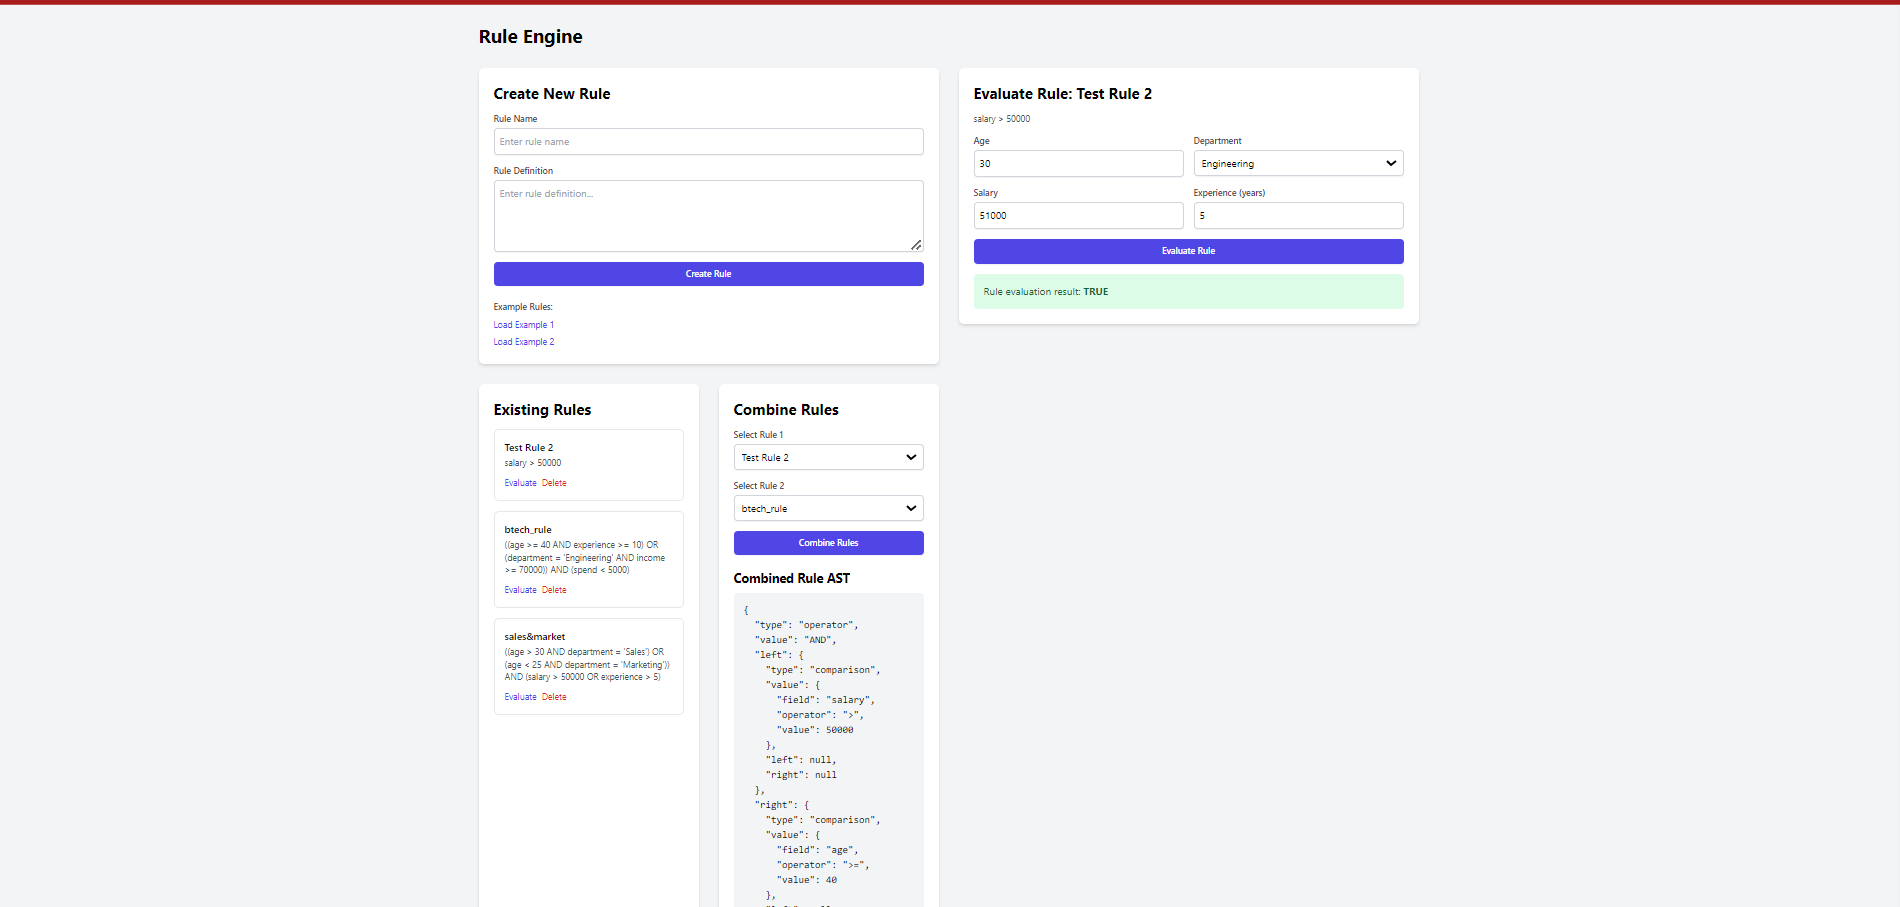 Rule Engine
Create New Rule
Rule Name
Enter rule name
Rule Definition
Enter rule definition...
Create Rule
Example Rules:
Load Example 1
Load Example 2
Evaluate Rule: Test Rule 2
salary > 50000
Age
Department
30
Engineering
Salary
Experience (years)
51000
5
Evaluate Rule
Rule evaluation result: TRUE
Existing Rules
Test Rule 2
salary > 50000
Evaluate Delete
btech_rule
((age >= 40 AND experience >= 10) OR
(department = 'Engineering' AND income
>= 70000)) AND (spend < 5000)
Evaluate Delete
sales&market
((age > 30 AND department = 'Sales') OR
(age < 25 AND department = 'Marketing'))
AND (salary > 50000 OR experience > 5)
Evaluate Delete
Combine Rules
Select Rule 1
Test Rule 2
Select Rule 2
btech_rule
Combine Rules
Combined Rule AST
{
"type": "operator",
"value": "AND",
"left": {
"type": "comparison",
"value": {
"field": "salary",
"operator": ">",
"value": 50000
},
"left": null,
"right": null
},
"right": {
"type": "comparison",
"value": {
"field": "age",
"operator": ">=",
"value": 40
},